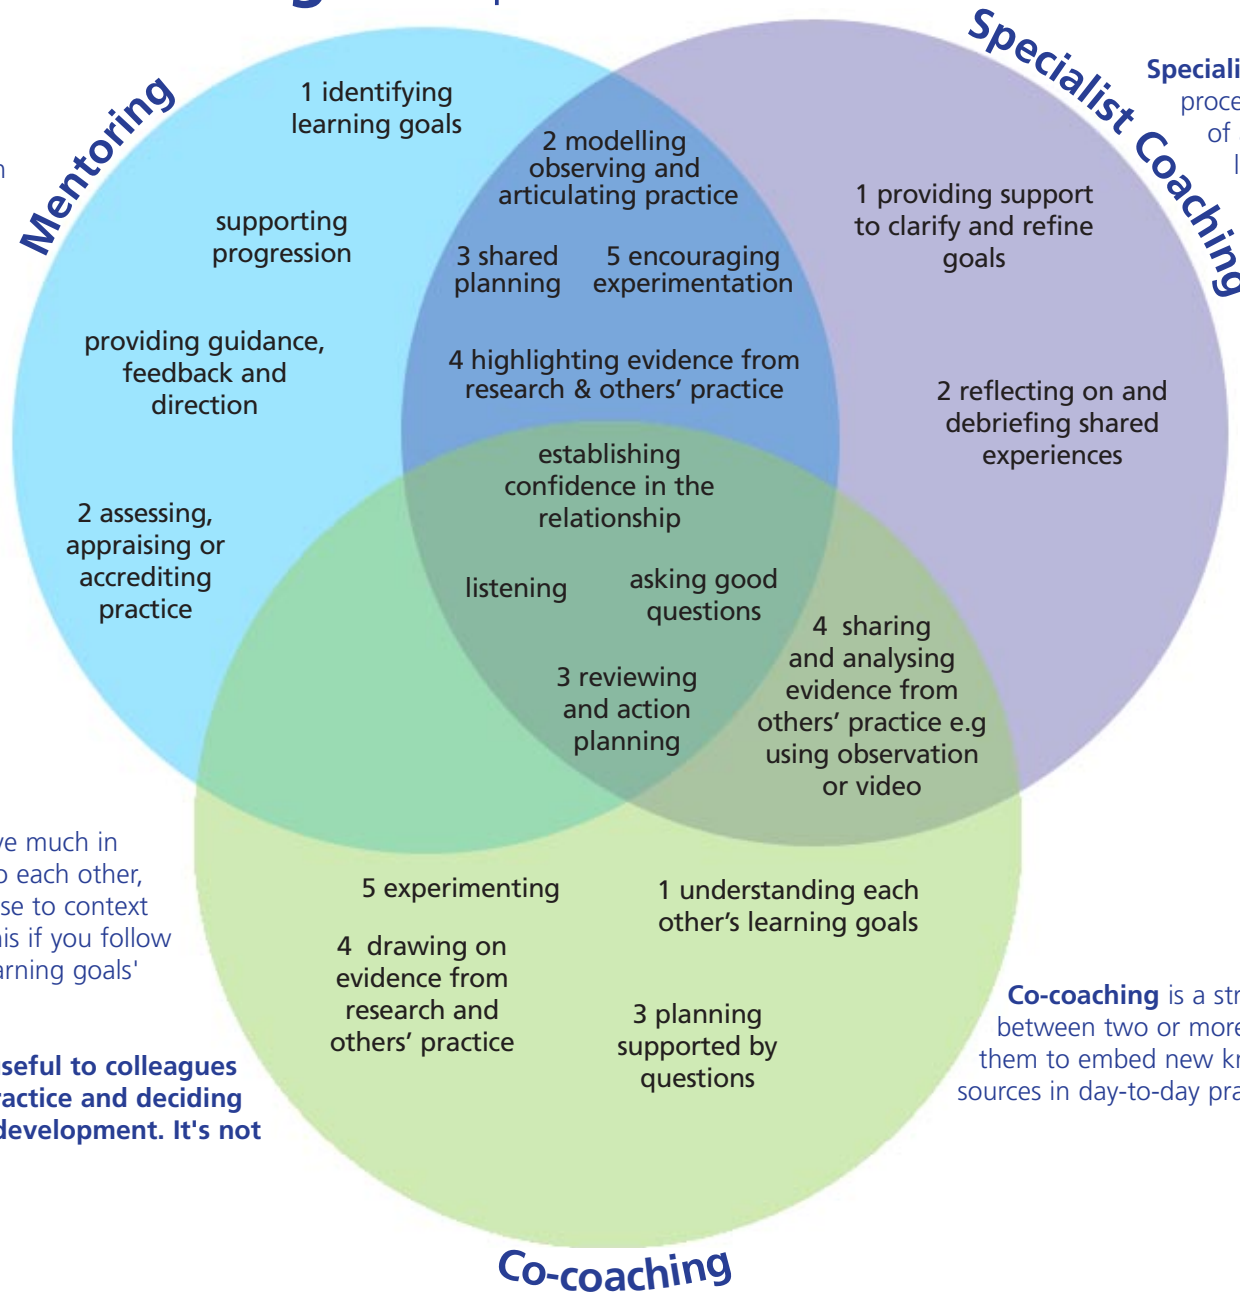 Mentoring
Specialist Coaching
1 identifying
learning goals
supporting
progression
providing guidance,
feedback and
direction
2 assessing,
appraising or
accrediting
practice
2 modelling
observing and
articulating practice
3 shared
planning
5 encouraging
experimentation
4 highlighting evidence from
research & others’ practice
1 providing support
to clarify and refine
goals
2 reflecting on and
debriefing shared
experiences
establishing
confidence in the
relationship
listening
asking good
questions
3 reviewing
and action
planning
4 sharing
and analysing
evidence from
others’ practice e.g
using observation
or video
5 experimenting
4 drawing on
evidence from
research and
others’ practice
1 understanding each
other’s learning goals
3 planning
supported by
questions
Co-coaching
proce
of
much in
each other,
to context
if you follow
goals'
to colleagues
and deciding
development. It's not
Co-coaching is a str
between two or more
them to embed new kn
sources in day-to-day pra